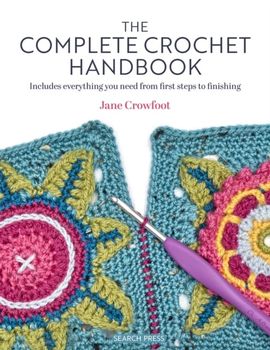 THE
COMPLETE CROCHET
HANDBOOK
Includes everything you need from first steps to finishing
Jane Crowfoot
SEARCH PRESS